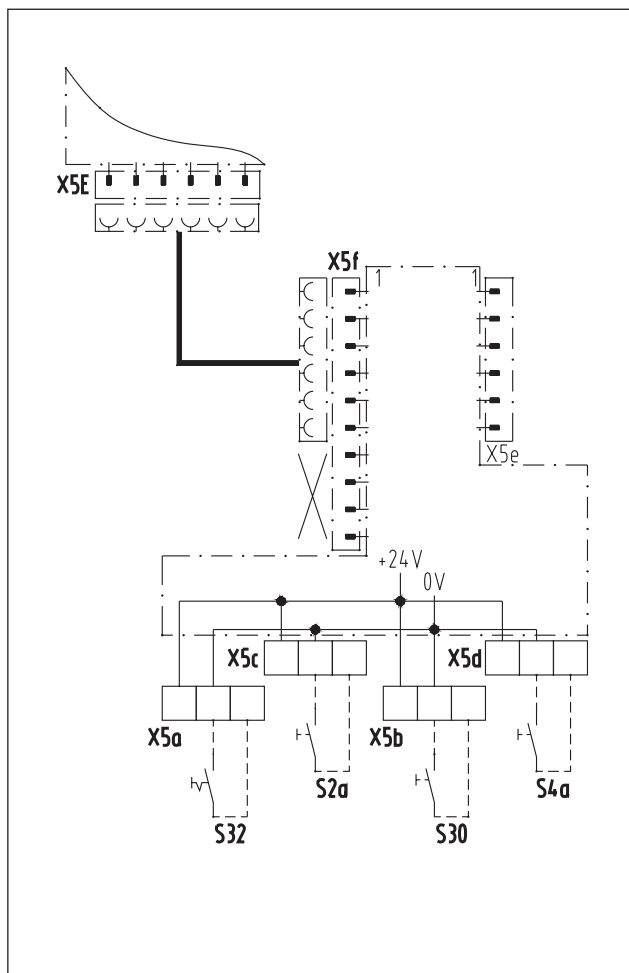 X5E
X5f
1 1
X5e
+24V
0V
X5c X5d
X5a X5b
S2a S4a
S32 S30